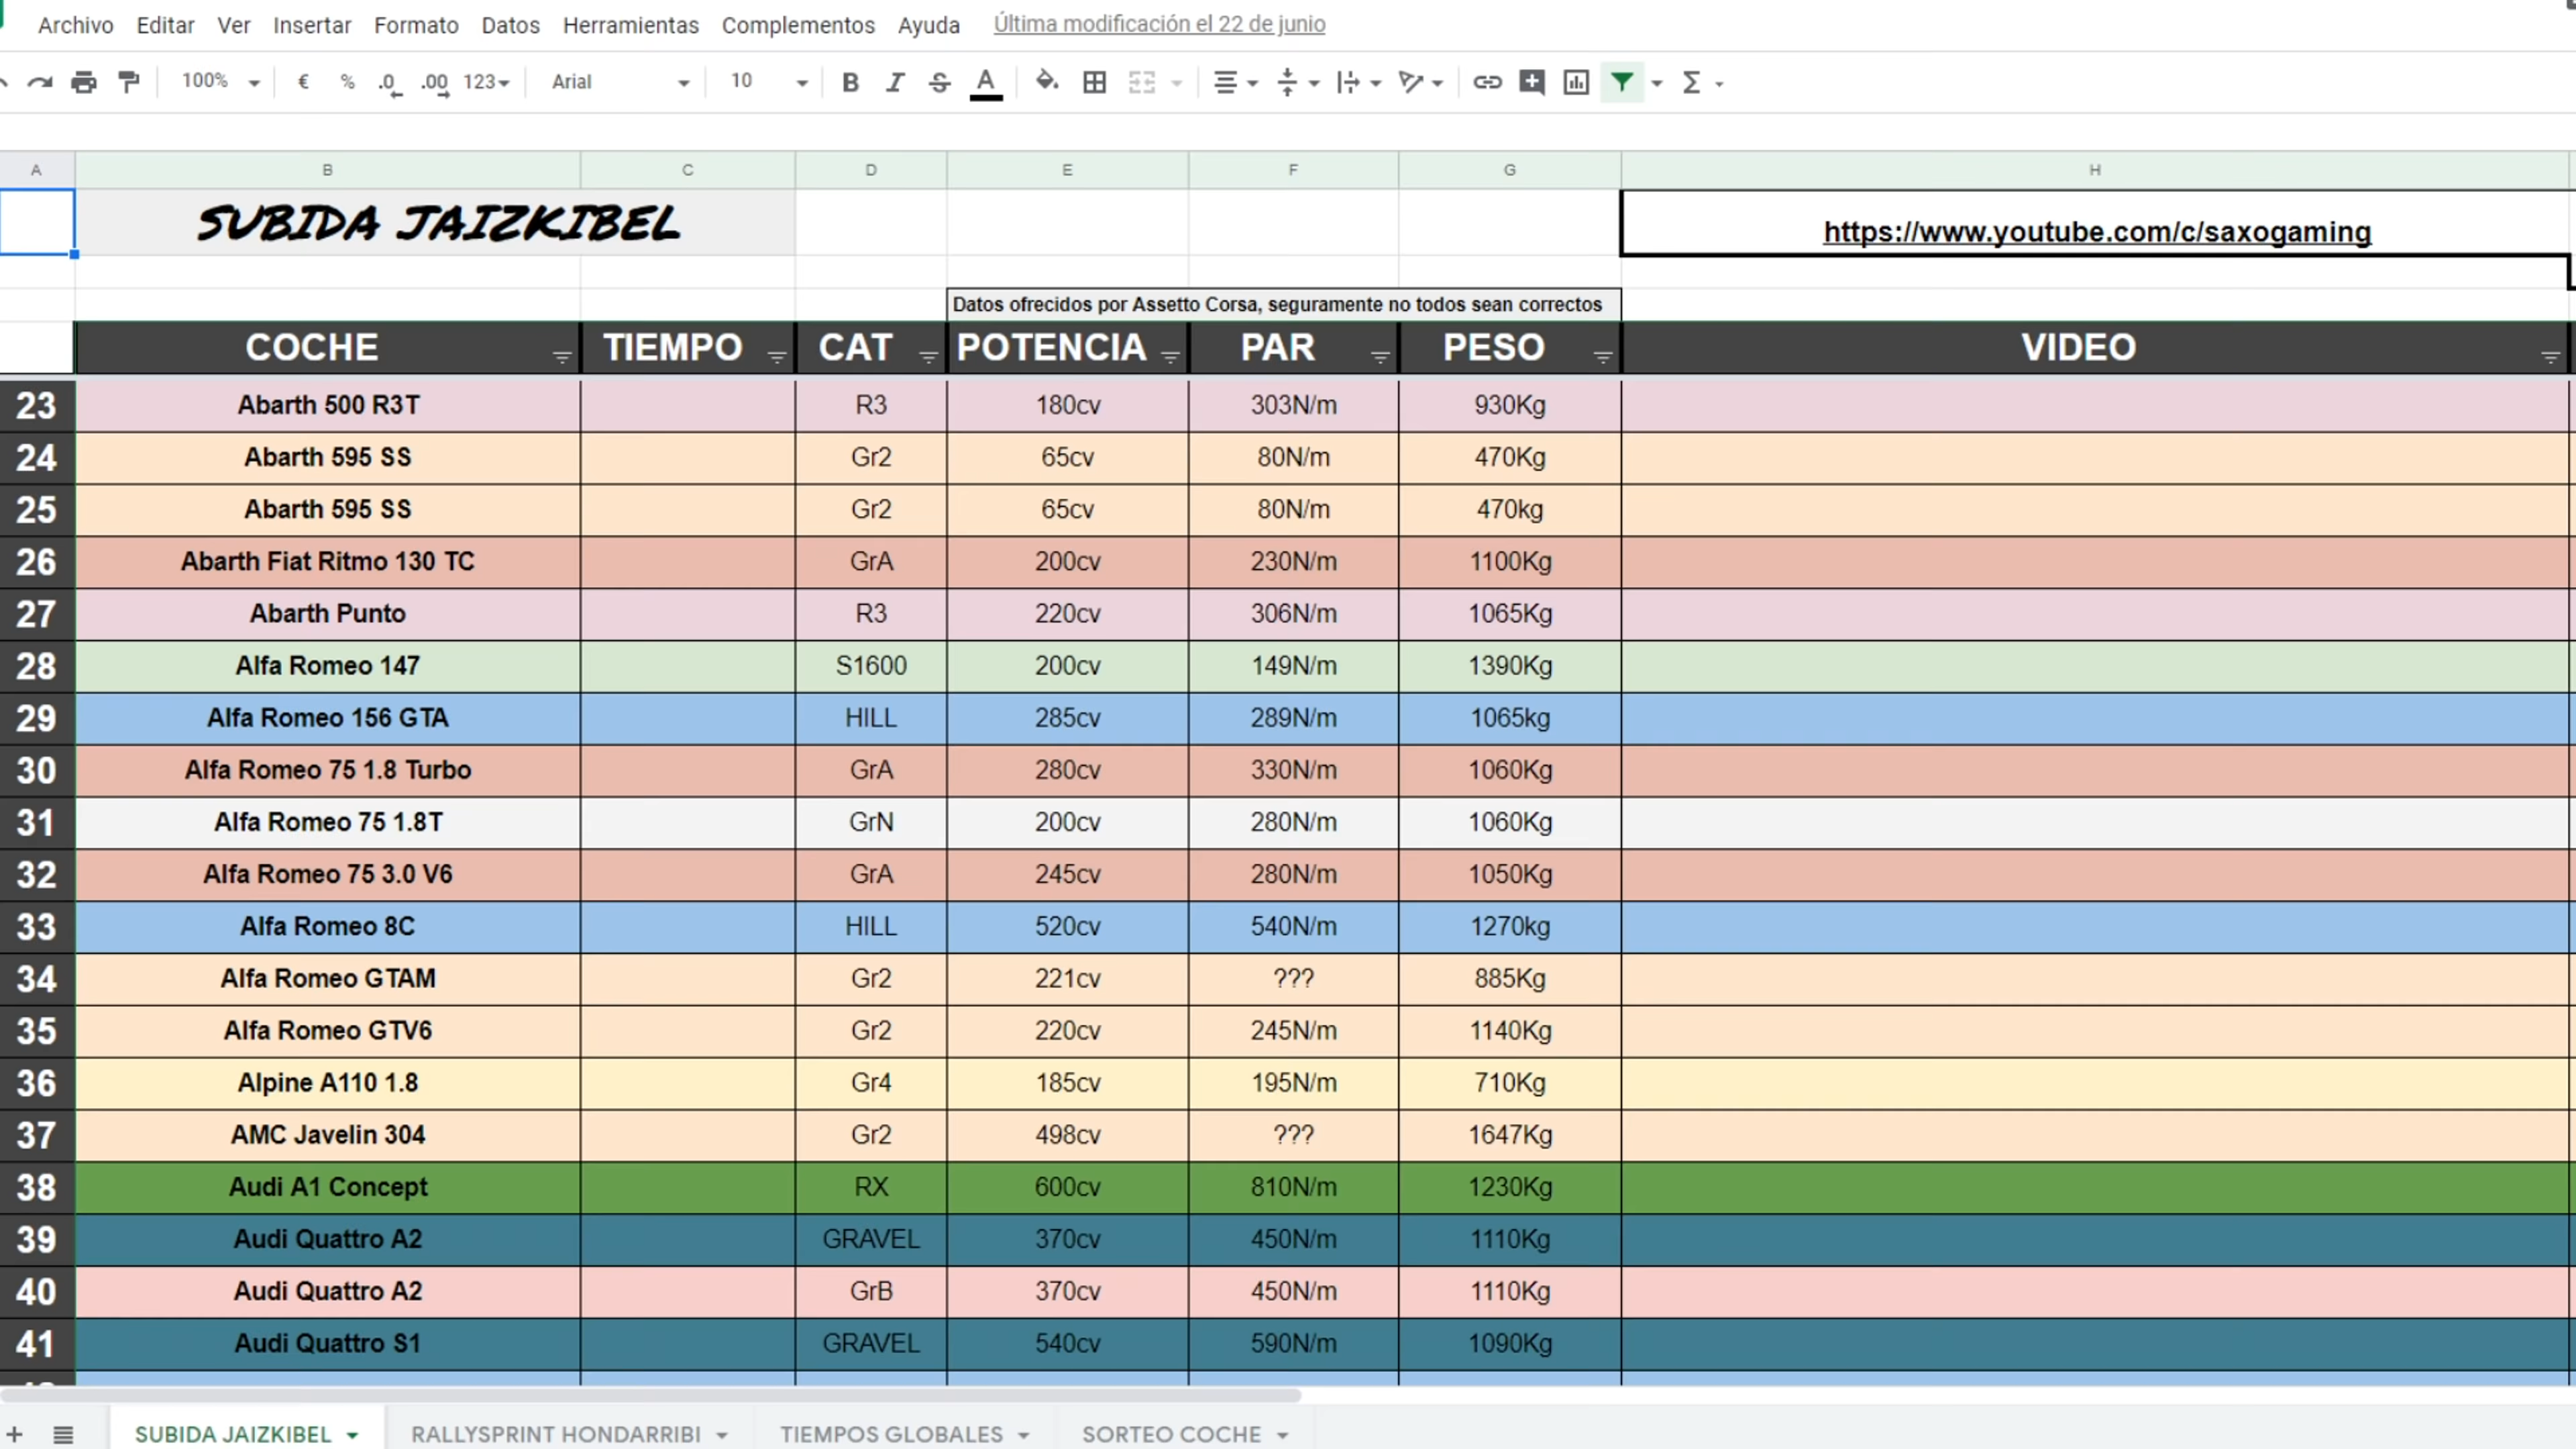 Archivo Editar Ver Insertar Formato Datos Herramientas Complementos Ayuda Última modificación el 22 de junio
100% € % .0 .00 123 Arial 10 B I S A Σ
A B C D E F G H
SUBIDA JAIZKIBEL https://www.youtube.com/c/saxogaming
Datos ofrecidos por Assetto Corsa, seguramente no todos sean correctos
COCHE TIEMPO CAT POTENCIA PAR PESO VIDEO
23 Abarth 500 R3T R3 180cv 303N/m 930Kg
24 Abarth 595 SS Gr2 65cv 80N/m 470Kg
25 Abarth 595 SS Gr2 65cv 80N/m 470kg
26 Abarth Fiat Ritmo 130 TC GrA 200cv 230N/m 1100Kg
27 Abarth Punto R3 220cv 306N/m 1065Kg
28 Alfa Romeo 147 S1600 200cv 149N/m 1390Kg
29 Alfa Romeo 156 GTA HILL 285cv 289N/m 1065kg
30 Alfa Romeo 75 1.8 Turbo GrA 280cv 330N/m 1060Kg
31 Alfa Romeo 75 1.8T GrN 200cv 280N/m 1060Kg
32 Alfa Romeo 75 3.0 V6 GrA 245cv 280N/m 1050Kg
33 Alfa Romeo 8C HILL 520cv 540N/m 1270kg
34 Alfa Romeo GTAM Gr2 221cv ??? 885Kg
35 Alfa Romeo GTV6 Gr2 220cv 245N/m 1140Kg
36 Alpine A110 1.8 Gr4 185cv 195N/m 710Kg
37 AMC Javelin 304 Gr2 498cv ??? 1647Kg
38 Audi A1 Concept RX 600cv 810N/m 1230Kg
39 Audi Quattro A2 GRAVEL 370cv 450N/m 1110Kg
40 Audi Quattro A2 GrB 370cv 450N/m 1110Kg
41 Audi Quattro S1 GRAVEL 540cv 590N/m 1090Kg
SUBIDA JAIZKIBEL RALLYSPRINT HONDARRIBI TIEMPOS GLOBALES SORTEO COCHE